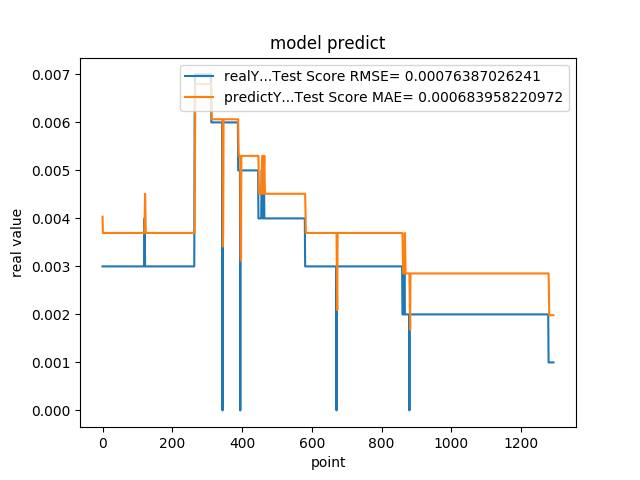 model predict
realY...Test Score RMSE= 0.00076387026241
predictY...Test Score MAE= 0.000683958220972
0.007
0.006
0.005
0.004
0.003
0.002
0.001
0.000
real value
0 200 400 600 800 1000 1200
point